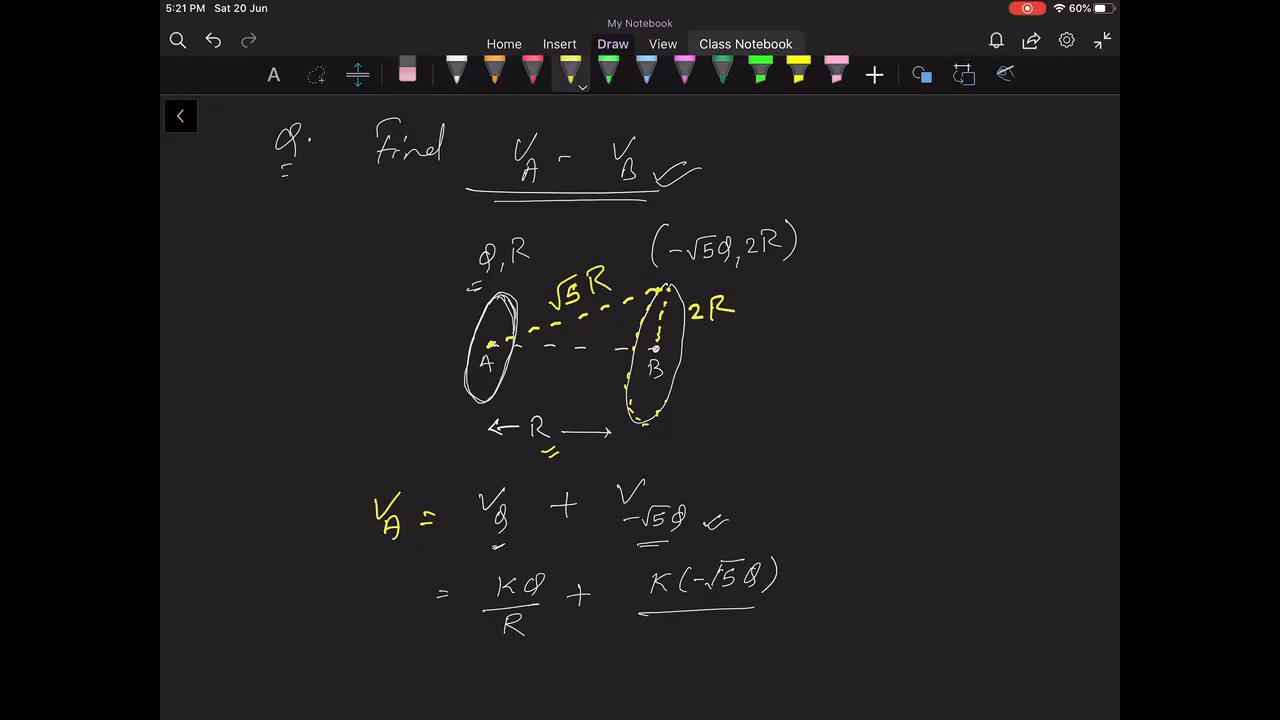 5:21 PM Sat 20 Jun
60%
My Notebook
Home Insert Draw View Class Notebook
A
Q. Find V_A - V_B
Q, R
(-√5Q, 2R)
√5 R
2R
A
B
← R →
V_A = V_Q + V_-√5Q
= KQ/R + K(-√5Q)